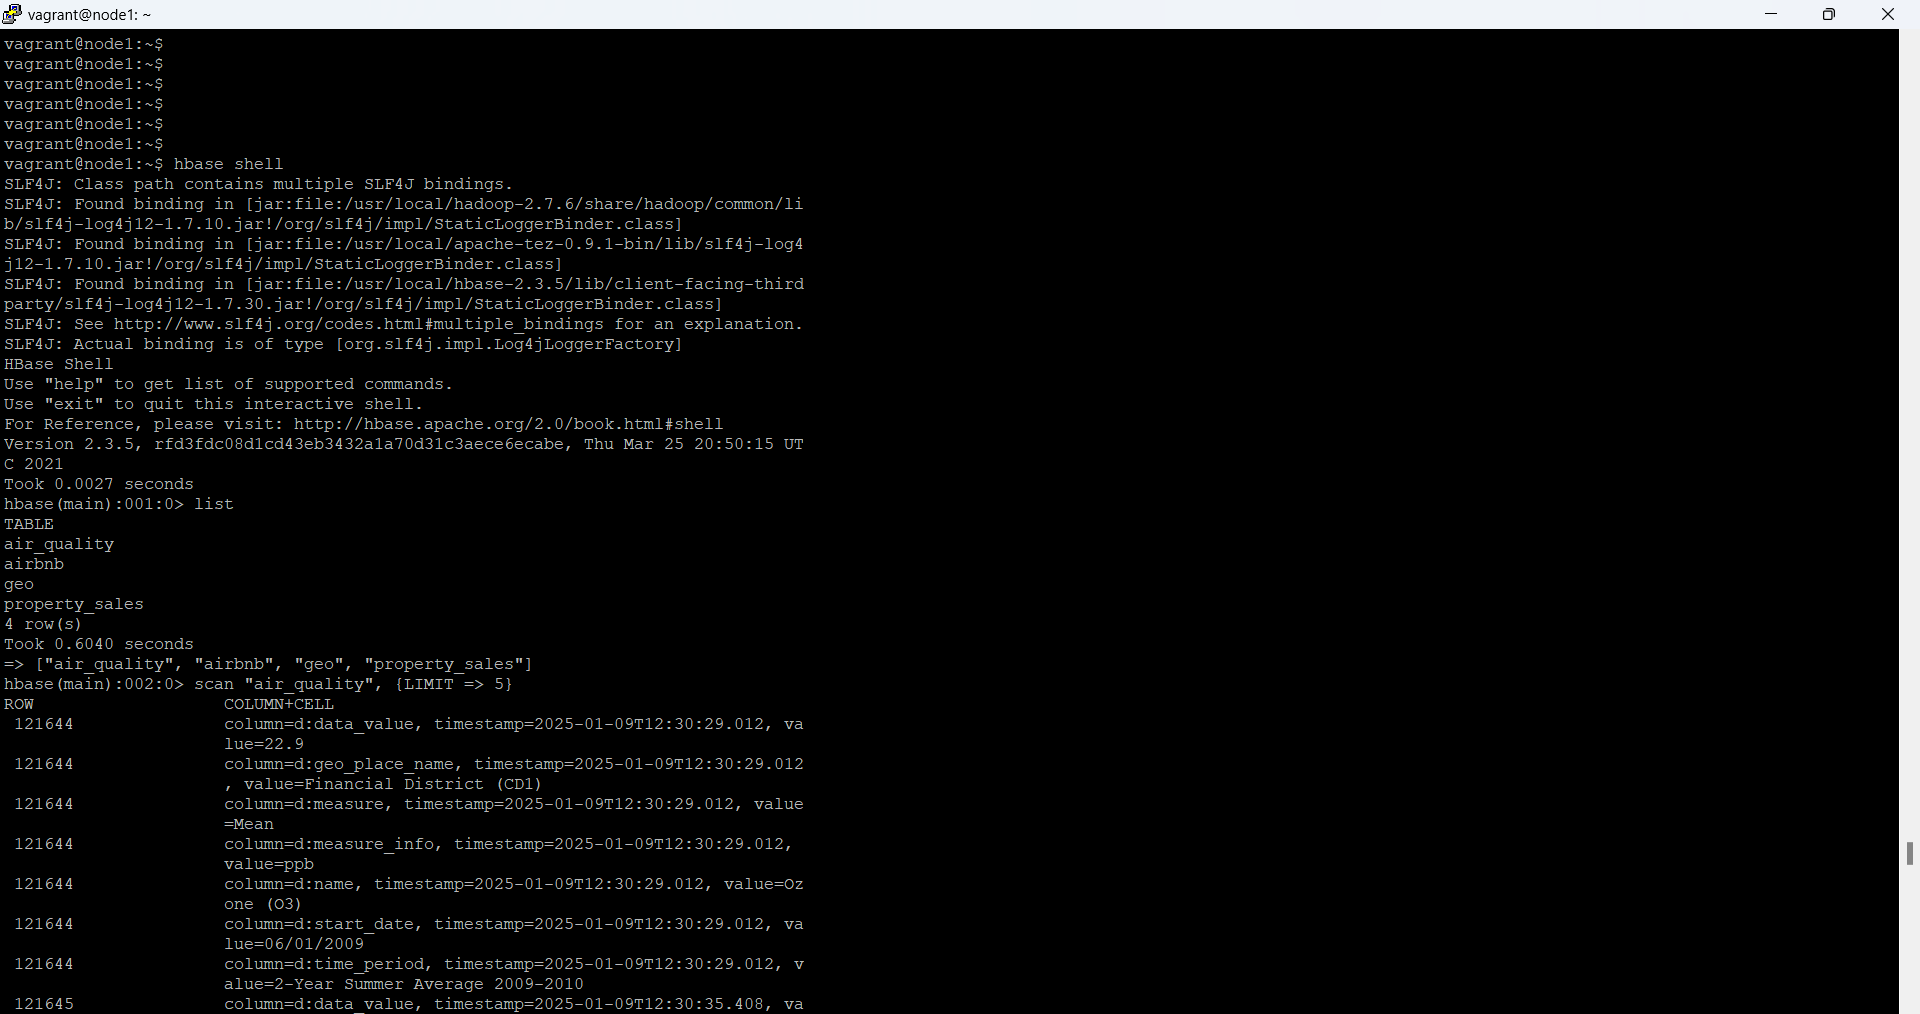 vagrant@node1: ~
vagrant@node1:~$
vagrant@node1:~$
vagrant@node1:~$
vagrant@node1:~$
vagrant@node1:~$
vagrant@node1:~$
vagrant@node1:~$ hbase shell
SLF4J: Class path contains multiple SLF4J bindings.
SLF4J: Found binding in [jar:file:/usr/local/hadoop-2.7.6/share/hadoop/common/li
b/slf4j-log4j12-1.7.10.jar!/org/slf4j/impl/StaticLoggerBinder.class]
SLF4J: Found binding in [jar:file:/usr/local/apache-tez-0.9.1-bin/lib/slf4j-log4
j12-1.7.10.jar!/org/slf4j/impl/StaticLoggerBinder.class]
SLF4J: Found binding in [jar:file:/usr/local/hbase-2.3.5/lib/client-facing-third
party/slf4j-log4j12-1.7.30.jar!/org/slf4j/impl/StaticLoggerBinder.class]
SLF4J: See http://www.slf4j.org/codes.html#multiple_bindings for an explanation.
SLF4J: Actual binding is of type [org.slf4j.impl.Log4jLoggerFactory]
HBase Shell
Use "help" to get list of supported commands.
Use "exit" to quit this interactive shell.
For Reference, please visit: http://hbase.apache.org/2.0/book.html#shell
Version 2.3.5, rfd3fdc08d1cd43eb3432a1a70d31c3aece6ecabe, Thu Mar 25 20:50:15 UT
C 2021
Took 0.0027 seconds
hbase(main):001:0> list
TABLE
air_quality
airbnb
geo
property_sales
4 row(s)
Took 0.6040 seconds
=> ["air_quality", "airbnb", "geo", "property_sales"]
hbase(main):002:0> scan "air_quality", {LIMIT => 5}
ROW                   COLUMN+CELL
 121644               column=d:data_value, timestamp=2025-01-09T12:30:29.012, va
                      lue=22.9
 121644               column=d:geo_place_name, timestamp=2025-01-09T12:30:29.012
                      , value=Financial District (CD1)
 121644               column=d:measure, timestamp=2025-01-09T12:30:29.012, value
                      =Mean
 121644               column=d:measure_info, timestamp=2025-01-09T12:30:29.012,
                      value=ppb
 121644               column=d:name, timestamp=2025-01-09T12:30:29.012, value=Oz
                      one (O3)
 121644               column=d:start_date, timestamp=2025-01-09T12:30:29.012, va
                      lue=06/01/2009
 121644               column=d:time_period, timestamp=2025-01-09T12:30:29.012, v
                      alue=2-Year Summer Average 2009-2010
 121645               column=d:data_value, timestamp=2025-01-09T12:30:35.408, va